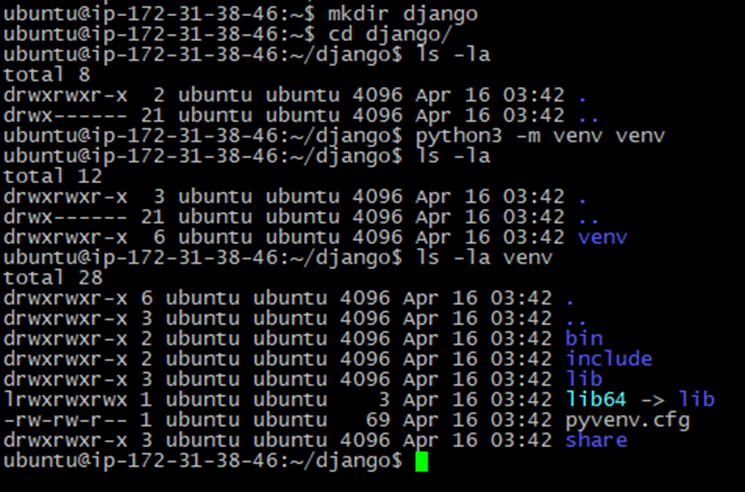 ubuntu@ip-172-31-38-46:~$ mkdir django
ubuntu@ip-172-31-38-46:~$ cd django/
ubuntu@ip-172-31-38-46:~/django$ ls -la
total 8
drwxrwxr-x  2 ubuntu ubuntu 4096 Apr 16 03:42 .
drwx------ 21 ubuntu ubuntu 4096 Apr 16 03:42 ..
ubuntu@ip-172-31-38-46:~/django$ python3 -m venv venv
ubuntu@ip-172-31-38-46:~/django$ ls -la
total 12
drwxrwxr-x  3 ubuntu ubuntu 4096 Apr 16 03:42 .
drwx------ 21 ubuntu ubuntu 4096 Apr 16 03:42 ..
drwxrwxr-x  6 ubuntu ubuntu 4096 Apr 16 03:42 venv
ubuntu@ip-172-31-38-46:~/django$ ls -la venv
total 28
drwxrwxr-x 6 ubuntu ubuntu 4096 Apr 16 03:42 .
drwxrwxr-x 3 ubuntu ubuntu 4096 Apr 16 03:42 ..
drwxrwxr-x 2 ubuntu ubuntu 4096 Apr 16 03:42 bin
drwxrwxr-x 2 ubuntu ubuntu 4096 Apr 16 03:42 include
drwxrwxr-x 3 ubuntu ubuntu 4096 Apr 16 03:42 lib
lrwxrwxrwx 1 ubuntu ubuntu    3 Apr 16 03:42 lib64 -> lib
-rw-rw-r-- 1 ubuntu ubuntu   69 Apr 16 03:42 pyvenv.cfg
drwxrwxr-x 3 ubuntu ubuntu 4096 Apr 16 03:42 share
ubuntu@ip-172-31-38-46:~/django$